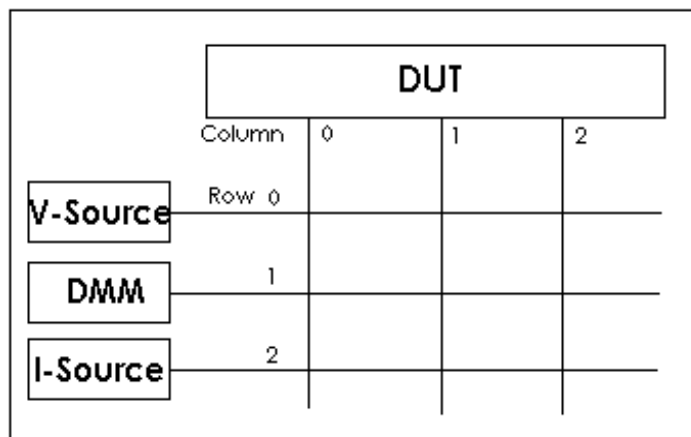 DUT
Column 0 1 2
V-Source Row 0
DMM 1
I-Source 2